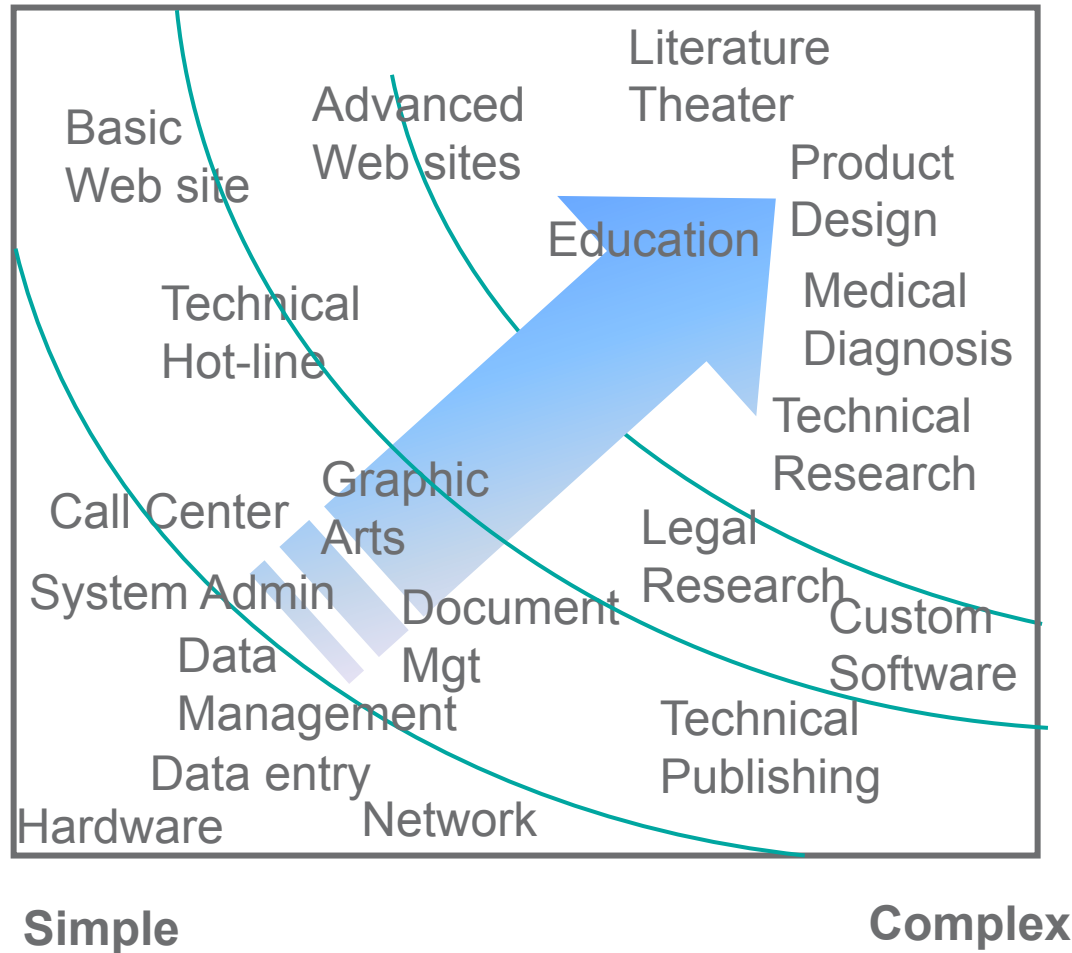 Literature
Theater
Advanced
Web sites
Basic
Web site
Product
Design
Education
Medical
Diagnosis
Technical
Hot-line
Technical
Research
Graphic
Arts
Call Center
Legal
Research
System Admin
Document
Mgt
Custom
Software
Data
Management
Technical
Publishing
Data entry
Network
Hardware
Simple
Complex